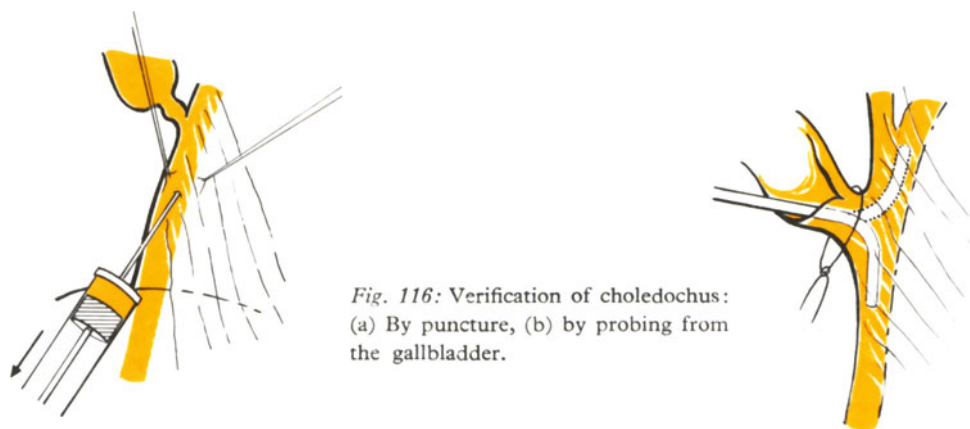 Fig. 116: Verification of choledochus:
(a) By puncture, (b) by probing from
the gallbladder.